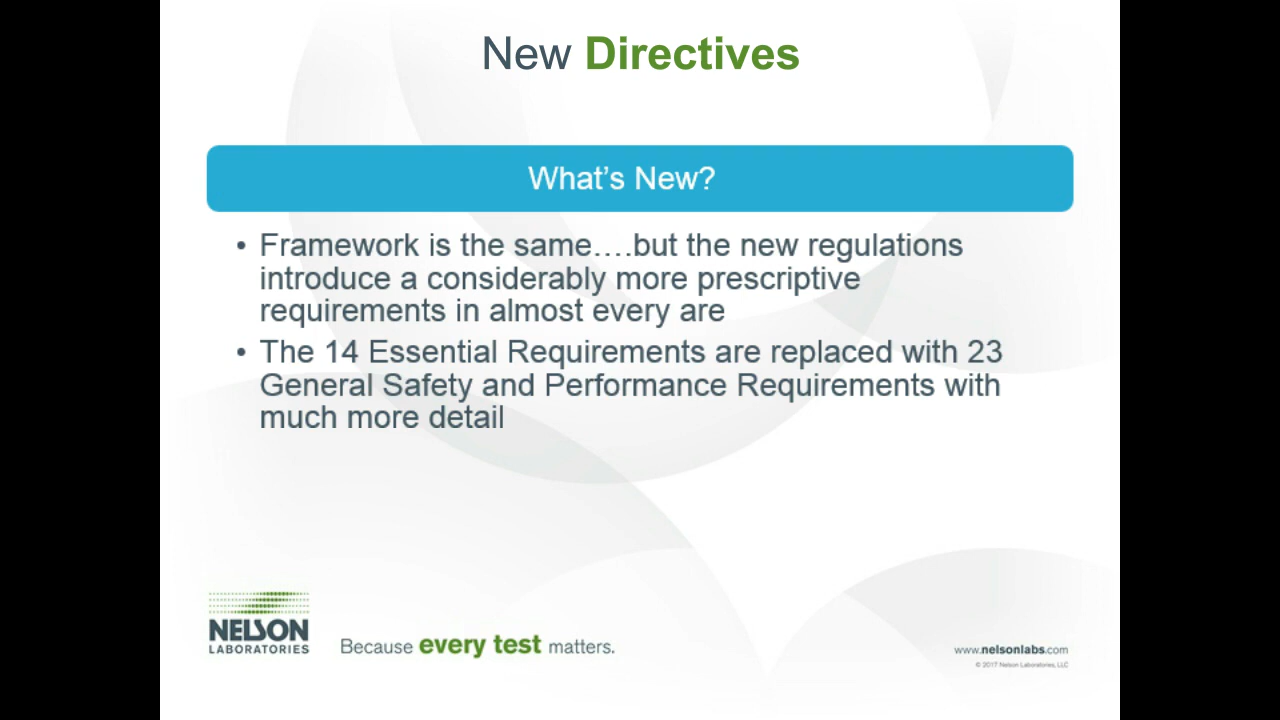 New Directives
What's New?
• Framework is the same....but the new regulations
introduce a considerably more prescriptive
requirements in almost every are
• The 14 Essential Requirements are replaced with 23
General Safety and Performance Requirements with
much more detail
NELSON
LABORATORIES
Because every test matters.
www.nelsonlabs.com
© 2017 Nelson Laboratories, LLC